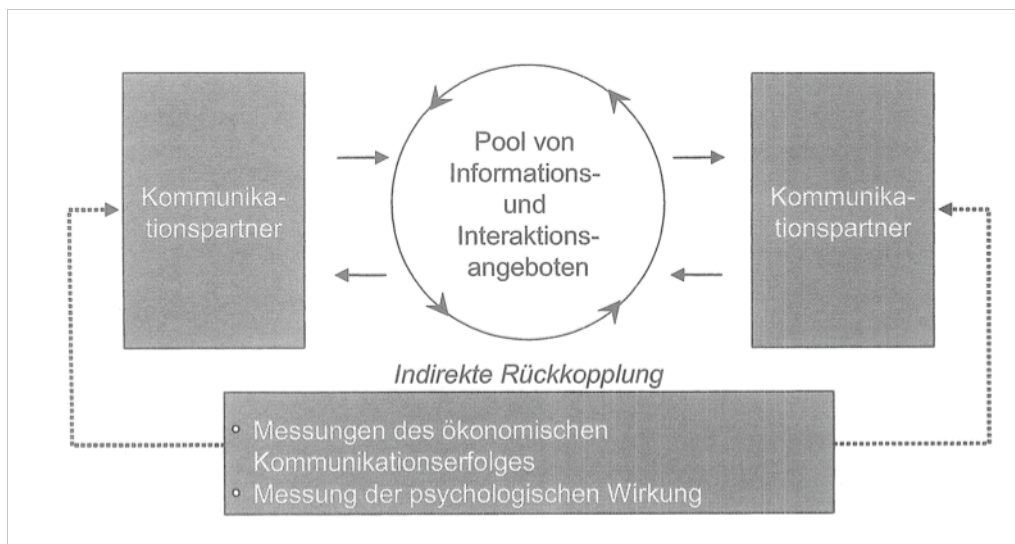 Kommunika-
tionspartner
Pool von
Informations-
und
Interaktions-
angeboten
Kommunika-
tionspartner
Indirekte Rückkopplung
Messungen des ökonomischen
Kommunikationserfolges
Messung der psychologischen Wirkung